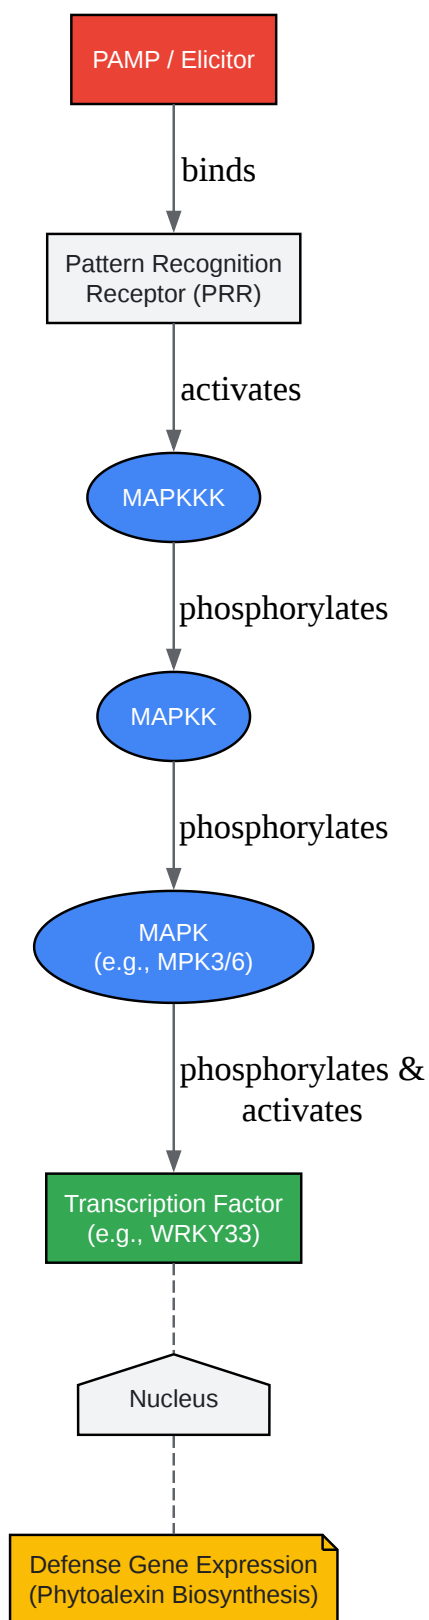 PAMP / Elicitor
binds
Pattern Recognition
Receptor (PRR)
activates
MAPKKK
phosphorylates
MAPKK
phosphorylates
MAPK
(e.g., MPK3/6)
phosphorylates &
activates
Transcription Factor
(e.g., WRKY33)
Nucleus
Defense Gene Expression
(Phytoalexin Biosynthesis)